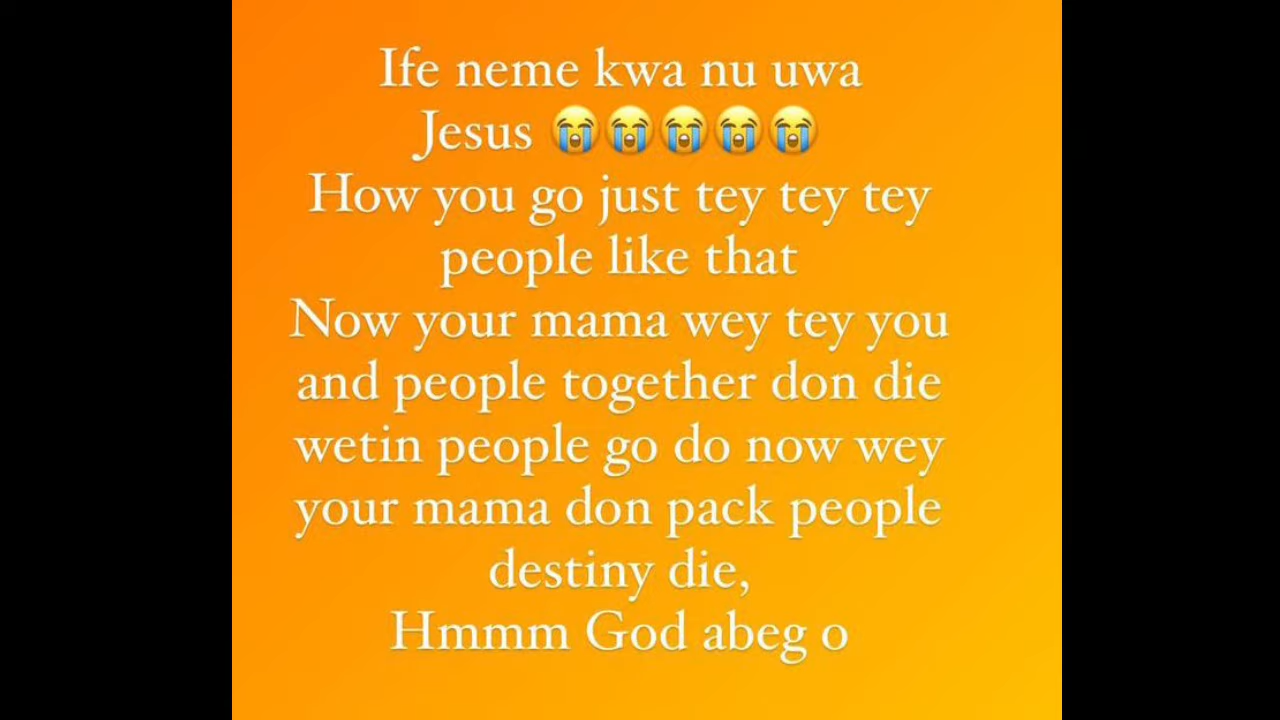 Ife neme kwa nu uwa
Jesus 😭😭😭😭😭
How you go just tey tey tey
people like that
Now your mama wey tey you
and people together don die
wetin people go do now wey
your mama don pack people
destiny die,
Hmmm God abeg o